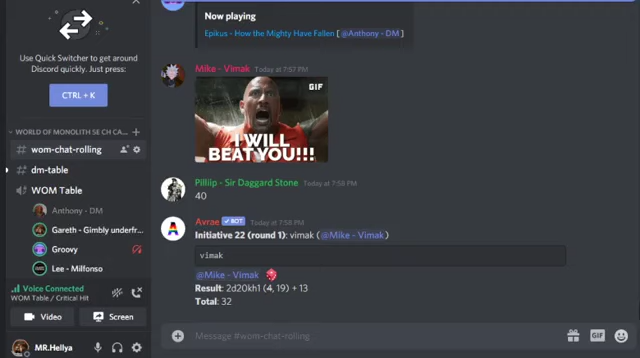 Now playing
Epikus - How the Mighty Have Fallen [ @Anthony - DM ]
Use Quick Switcher to get around
Discord quickly. Just press:
CTRL + K
Mike - Vimak Today at 7:57 PM
GIF
I WILL
BEAT YOU!!!
WORLD OF MONOLITH SE CH CA...
# wom-chat-rolling
# dm-table
WOM Table
Anthony - DM
Gareth - Gimbly underfr...
Groovy
Lee - Milfonso
Pilliip - Sir Daggard Stone Today at 7:58 PM
40
Avrae BOT Today at 7:58 PM
Initiative 22 (round 1): vimak (@Mike - Vimak)
vimak
@Mike - Vimak
Result: 2d20kh1 (4, 19) + 13
Total: 32
Voice Connected
WOM Table / Critical Hit
Video
Screen
MR.Hellya
Message #wom-chat-rolling
GIF